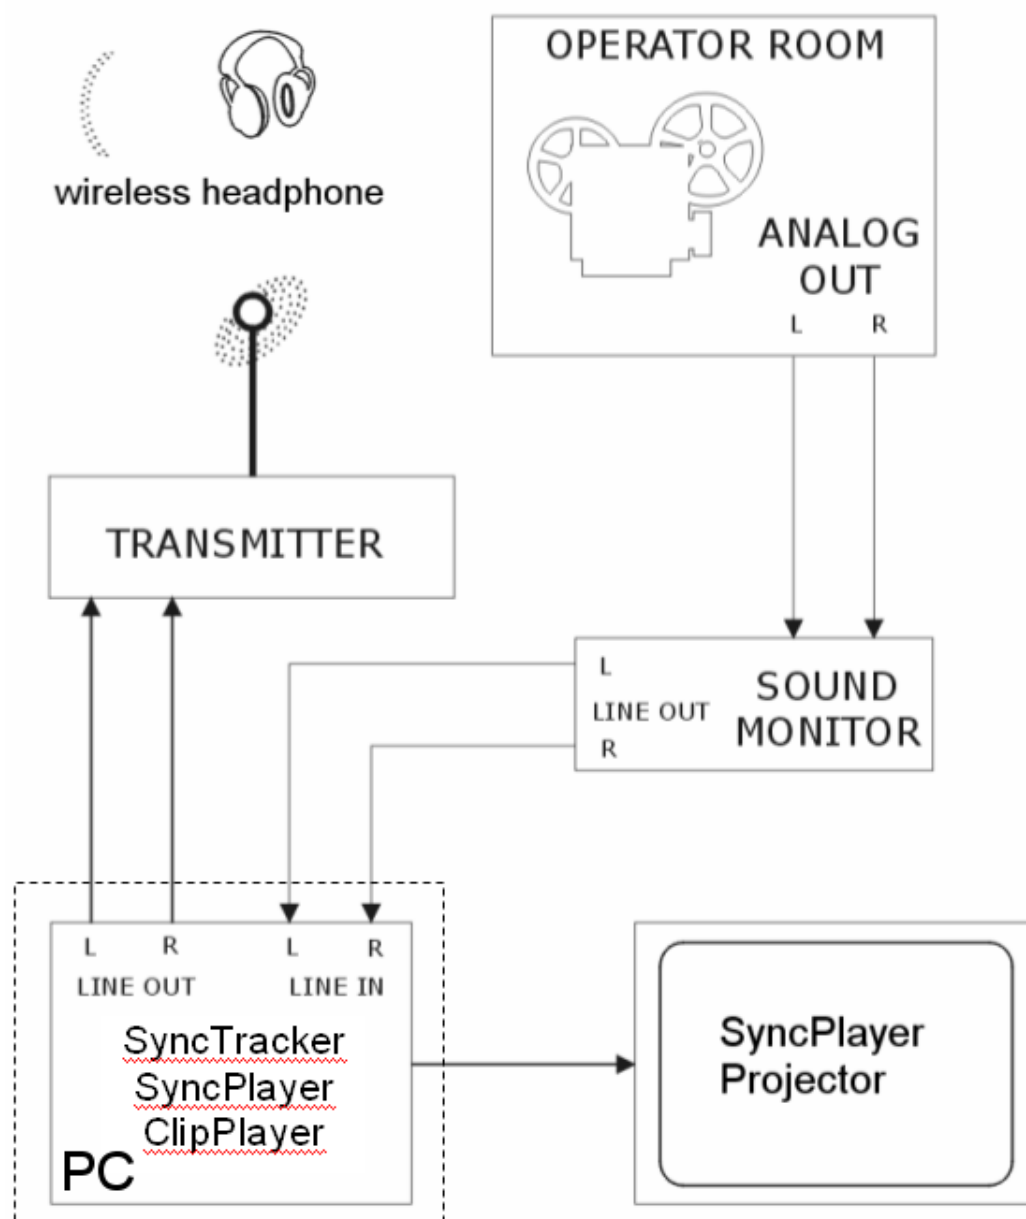 OPERATOR ROOM
wireless headphone
ANALOG
OUT
L R
TRANSMITTER
L
LINE OUT
R
SOUND
MONITOR
L R L R
LINE OUT LINE IN
SyncTracker
SyncPlayer
ClipPlayer
PC
SyncPlayer
Projector